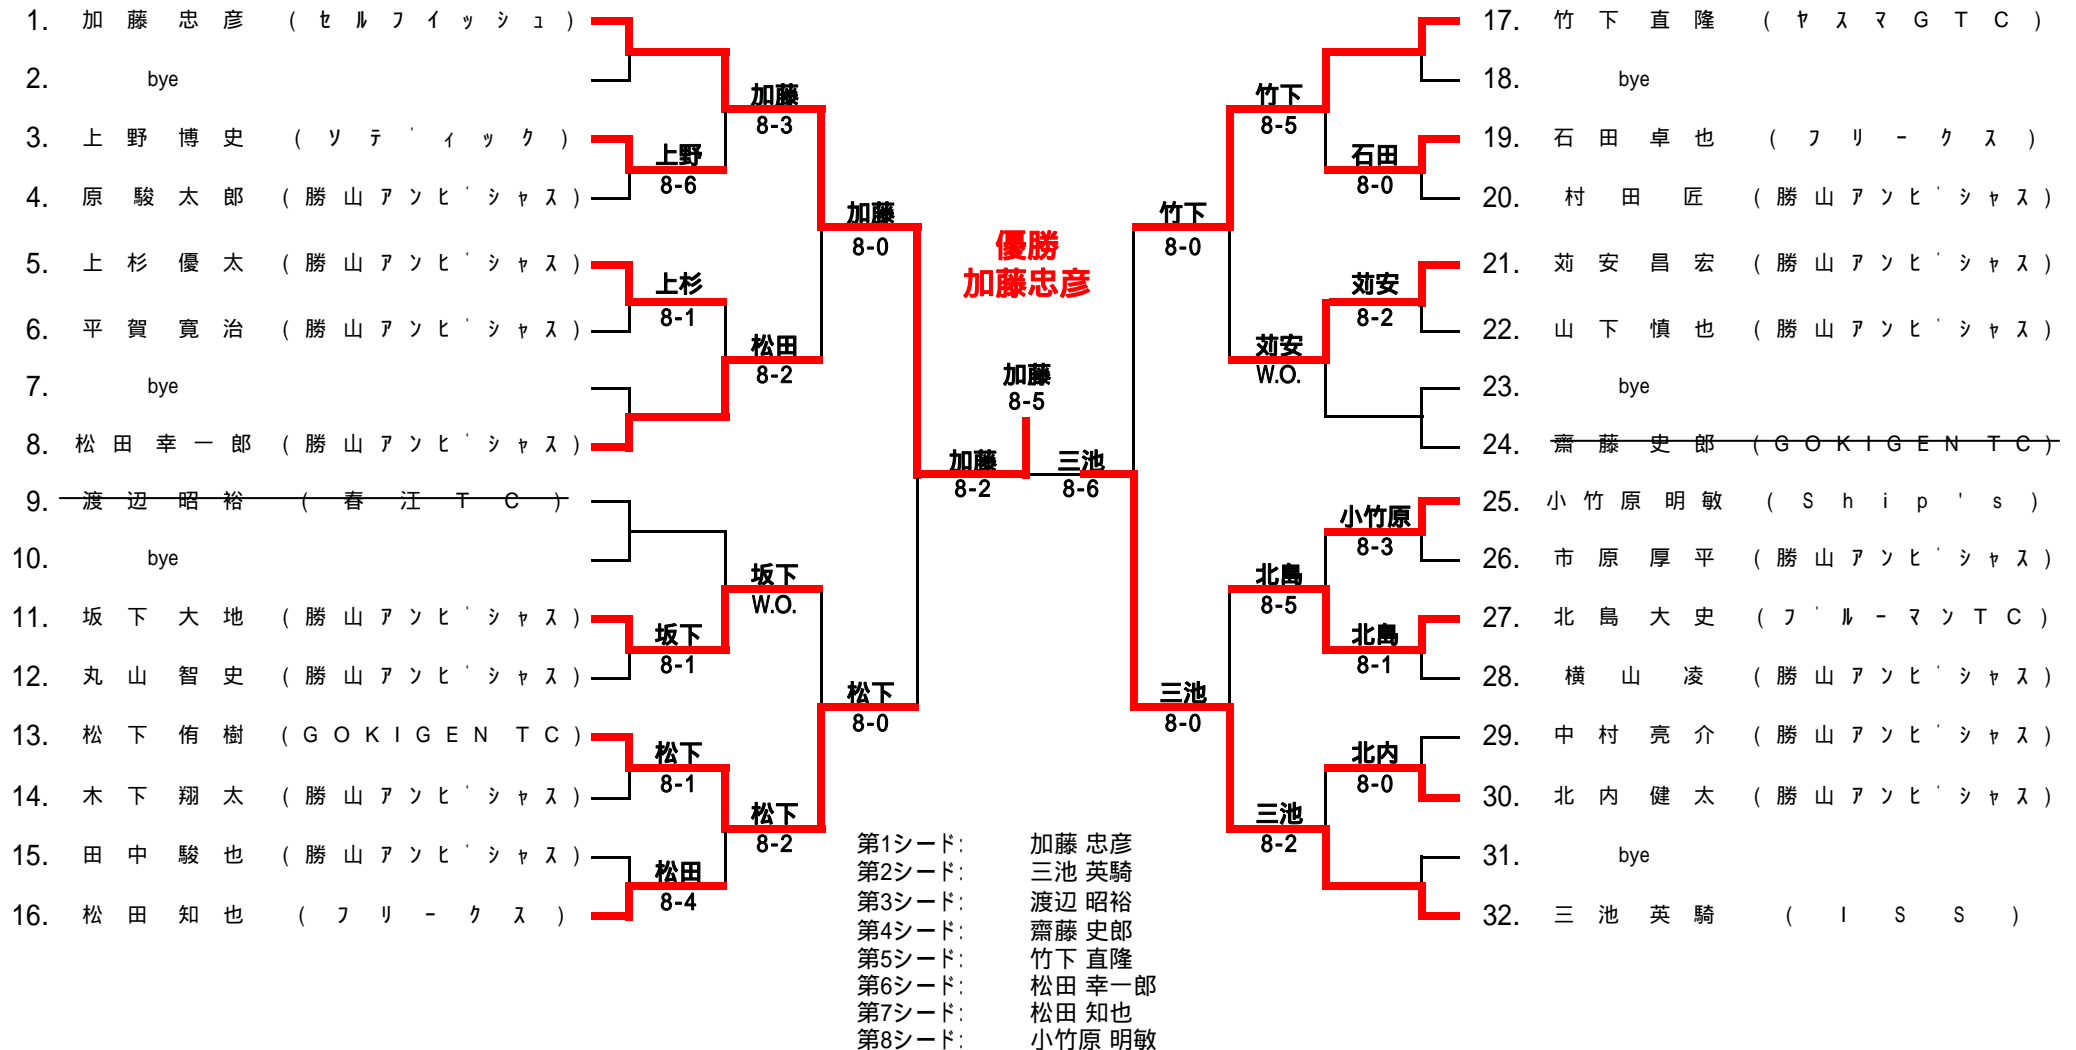 1. 加藤忠彦 (セルフイッシュ)
2. bye
3. 上野博史 (ソティ゛ック)
4. 原駿太郎 (勝山アンビシャス)
5. 上杉優太 (勝山アンビシャス)
6. 平賀寛治 (勝山アンビシャス)
7. bye
8. 松田幸一郎 (勝山アンビシャス)
9. 渡辺昭裕 (春江TC)
10. bye
11. 坂下大地 (勝山アンビシャス)
12. 丸山智史 (勝山アンビシャス)
13. 松下侑樹 (GOKIGEN TC)
14. 木下翔太 (勝山アンビシャス)
15. 田中駿也 (勝山アンビシャス)
16. 松田知也 (フリークス)
上野
8-6
上杉
8-1
坂下
8-1
松下
8-1
松田
8-4
加藤
8-3
松田
8-2
坂下
W.O.
松下
8-2
加藤
8-0
松下
8-0
加藤
8-2
優勝
加藤忠彦
加藤
8-5
三池
8-6
竹下
8-0
三池
8-0
竹下
8-5
苅安
W.O.
北島
8-5
三池
8-2
石田
8-0
苅安
8-2
小竹原
8-3
北島
8-1
北内
8-0
17. 竹下直隆 (ヤスマGTC)
18. bye
19. 石田卓也 (フリークス)
20. 村田匠 (勝山アンビシャス)
21. 苅安昌宏 (勝山アンビシャス)
22. 山下慎也 (勝山アンビシャス)
23. bye
24. 齋藤史郎 (GOKIGEN TC)
25. 小竹原明敏 (Ship's)
26. 市原厚平 (勝山アンビシャス)
27. 北島大史 (ブルーマンTC)
28. 横山凌 (勝山アンビシャス)
29. 中村亮介 (勝山アンビシャス)
30. 北内健太 (勝山アンビシャス)
31. bye
32. 三池英騎 (ISS)
第1シード: 加藤 忠彦
第2シード: 三池 英騎
第3シード: 渡辺 昭裕
第4シード: 齋藤 史郎
第5シード: 竹下 直隆
第6シード: 松田 幸一郎
第7シード: 松田 知也
第8シード: 小竹原 明敏